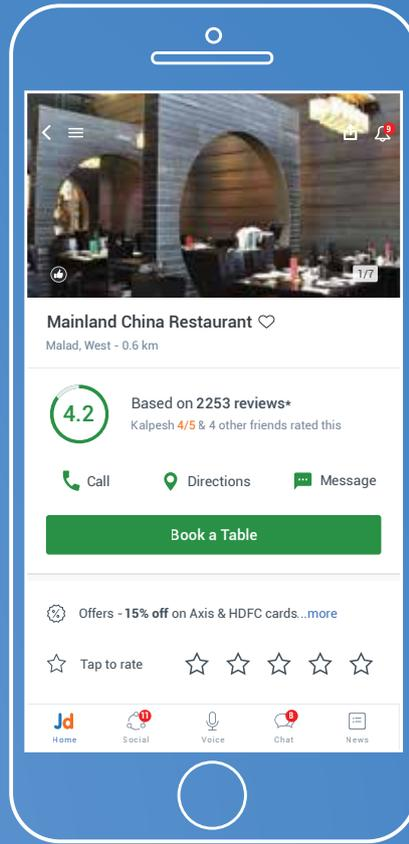 9
1/7
Mainland China Restaurant
Malad, West - 0.6 km
4.2
Based on 2253 reviews*
Kalpesh 4/5 & 4 other friends rated this
Call Directions Message
Book a Table
Offers - 15% off on Axis & HDFC cards...more
Tap to rate
Jd 11 8
Home Social Voice Chat News